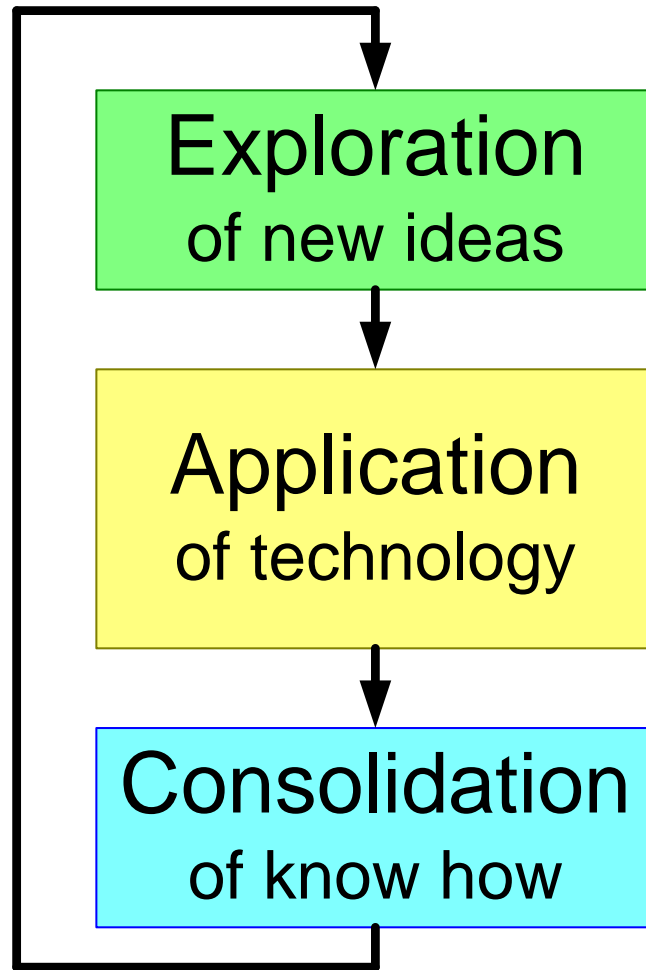 Exploration
of new ideas
Application
of technology
Consolidation
of know how